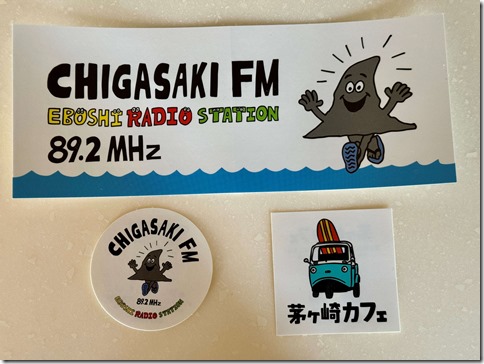 CHIGASAKI FM
EBOSHI RADIO STATION
89.2 MHz
CHIGASAKI FM
89.2 MHz
EBOSHI RADIO STATION
茅ヶ崎カフェ